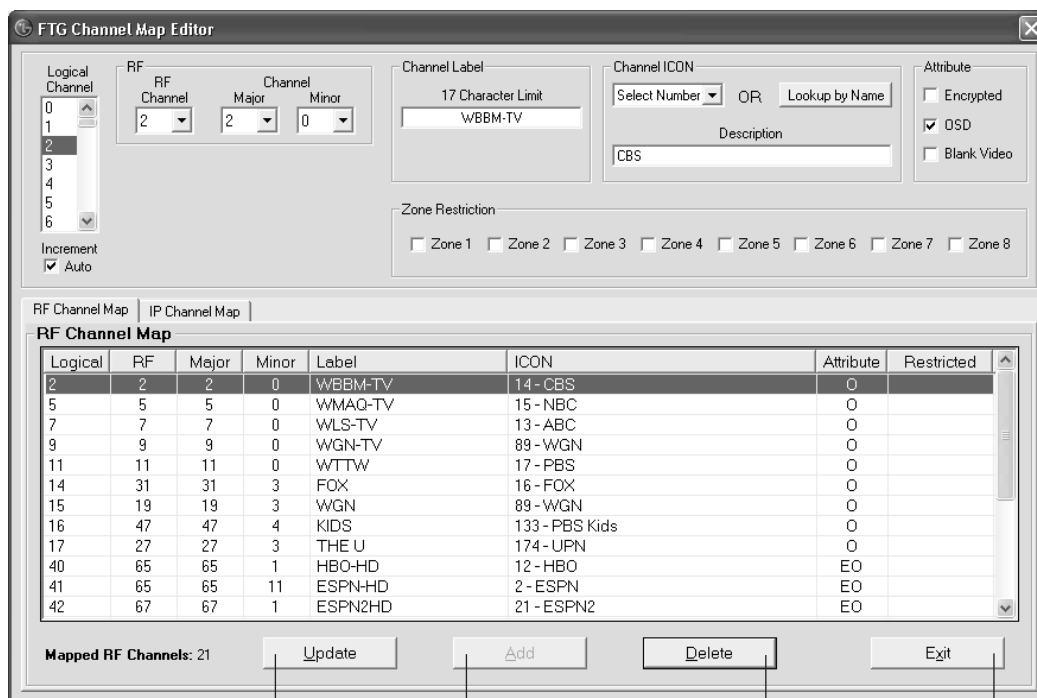 FTG Channel Map Editor
Logical Channel
0
1
2
3
4
5
6
Increment
Auto
RF
RF Channel
2
Channel
Major
2
Minor
0
Channel Label
17 Character Limit
WBBM-TV
Channel ICON
Select Number
OR
Lookup by Name
Description
CBS
Attribute
Encrypted
OSD
Blank Video
Zone Restriction
Zone 1 Zone 2 Zone 3 Zone 4 Zone 5 Zone 6 Zone 7 Zone 8
RF Channel Map IP Channel Map
RF Channel Map
Logical RF Major Minor Label ICON Attribute Restricted
2 2 2 0 WBBM-TV 14 - CBS O
5 5 5 0 WMAQ-TV 15 - NBC O
7 7 7 0 WLS-TV 13 - ABC O
9 9 9 0 WGN-TV 89 - WGN O
11 11 11 0 WTTW 17 - PBS O
14 31 31 3 FOX 16 - FOX O
15 19 19 3 WGN 89 - WGN O
16 47 47 4 KIDS 133 - PBS Kids O
17 27 27 3 THE U 174 - UPN O
40 65 65 1 HBO-HD 12 - HBO EO
41 65 65 11 ESPN-HD 2 - ESPN EO
42 67 67 1 ESPN2HD 21 - ESPN2 EO
Mapped RF Channels: 21 Update Add Delete Exit